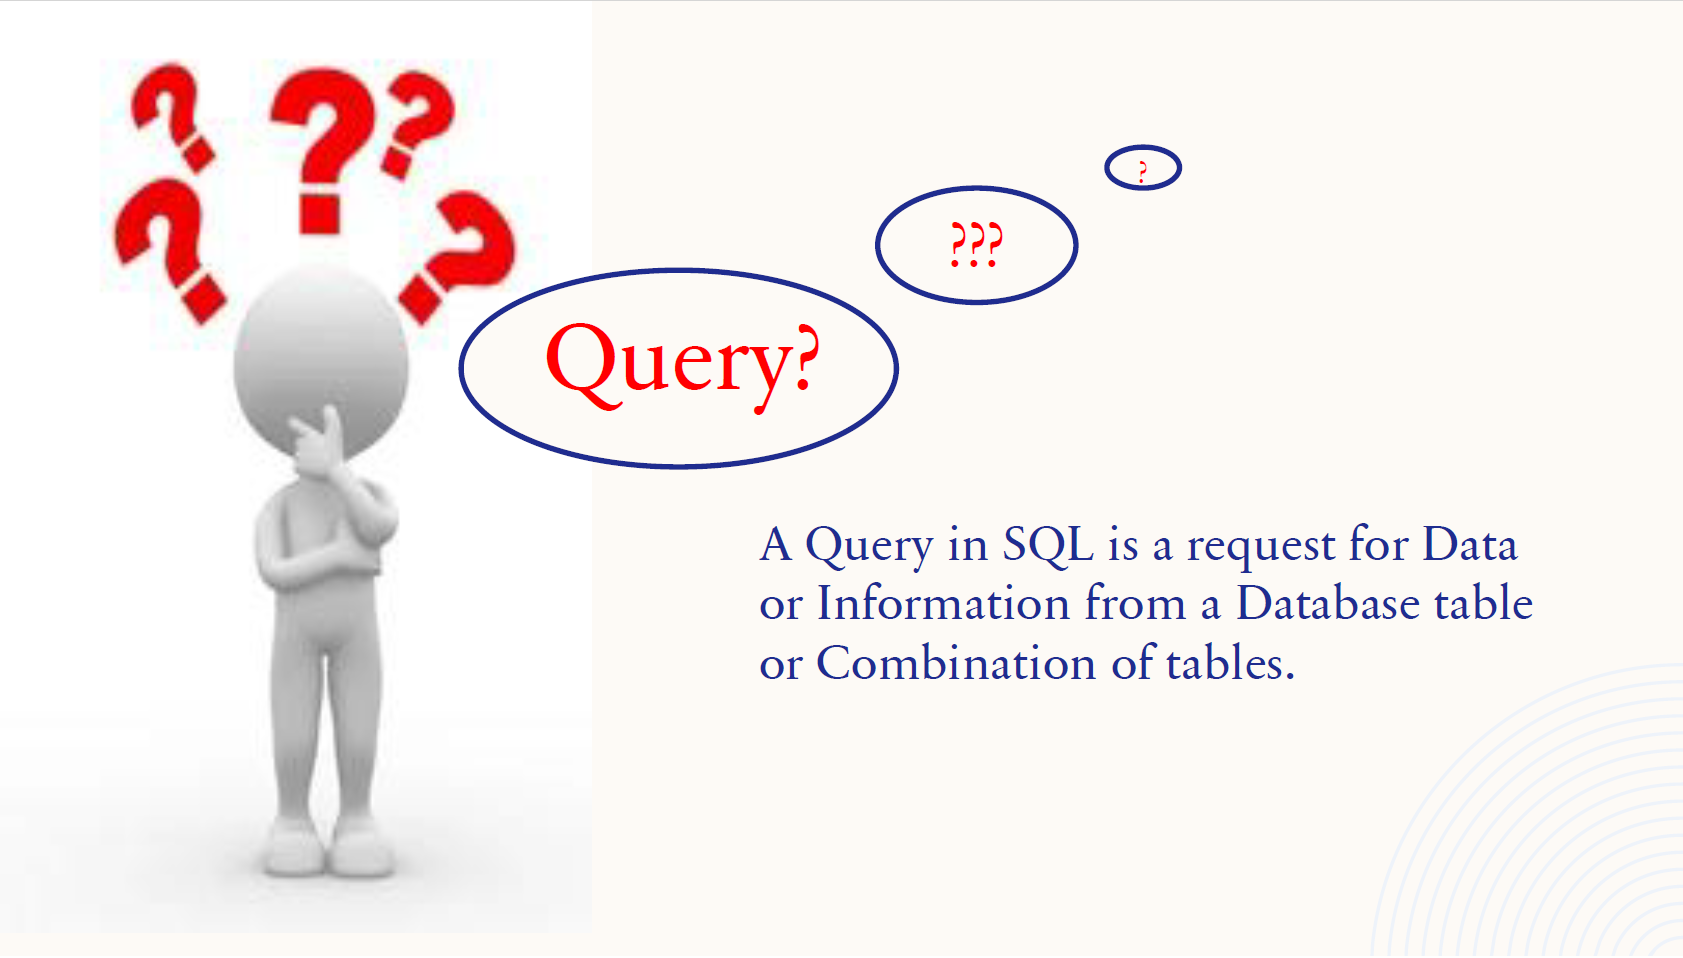 ?
???
Query?
A Query in SQL is a request for Data
or Information from a Database table
or Combination of tables.